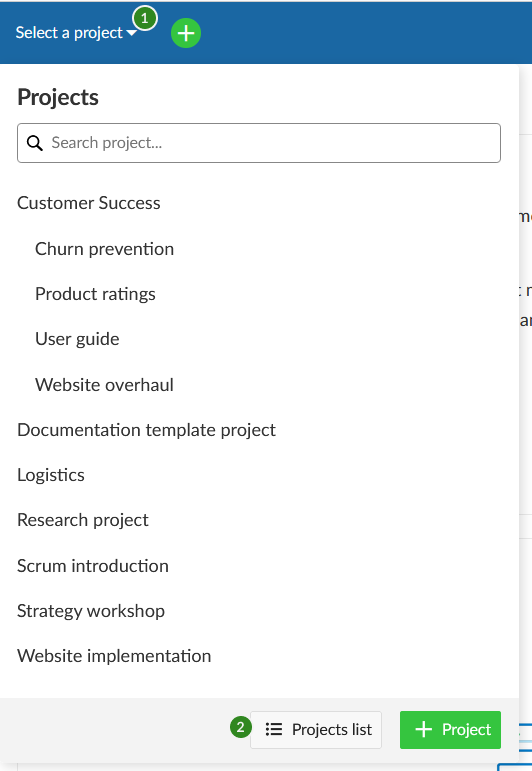 Select a project
1
Projects
Search project...
Customer Success
Churn prevention
Product ratings
User guide
Website overhaul
Documentation template project
Logistics
Research project
Scrum introduction
Strategy workshop
Website implementation
2
Projects list
Project